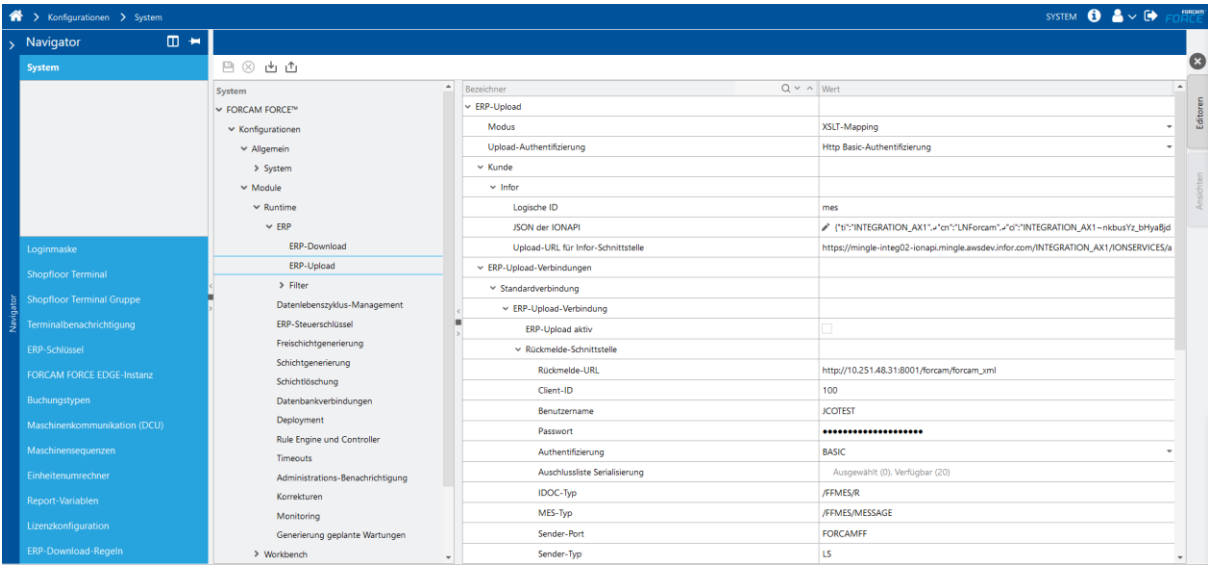 Konfigurationen > System
SYSTEM
FORCAM
FORCE
Navigator
System
Loginmaske
Shopfloor Terminal
Shopfloor Terminal Gruppe
Terminalbenachrichtigung
ERP-Schlüssel
FORCAM FORCE EDGE-Instanz
Buchungstypen
Maschinenkommunikation (DCU)
Maschinensequenzen
Einheitenumrechner
Report-Variablen
Lizenzkonfiguration
ERP-Download-Regeln
Navigator
System
FORCAM FORCE™
Konfigurationen
Allgemein
System
Module
Runtime
ERP
ERP-Download
ERP-Upload
Filter
Datenlebenszyklus-Management
ERP-Steuerschlüssel
Freischichtgenerierung
Schichtgenerierung
Schichtlöschung
Datenbankverbindungen
Deployment
Rule Engine und Controller
Timeouts
Administrations-Benachrichtigung
Korrekturen
Monitoring
Generierung geplante Wartungen
Workbench
Bezeichner Wert
ERP-Upload
Modus XSLT-Mapping
Upload-Authentifizierung Http Basic-Authentifizierung
Kunde
Infor
Logische ID mes
JSON der IONAPI {"ti":"INTEGRATION_AX1",↵"cn":"LNForcam",↵"ci":"INTEGRATION_AX1~nkbusYz_bHyaBjd
Upload-URL für Infor-Schnittstelle https://mingle-integ02-ionapi.mingle.awsdev.infor.com/INTEGRATION_AX1/IONSERVICES/a
ERP-Upload-Verbindungen
Standardverbindung
ERP-Upload-Verbindung
ERP-Upload aktiv
Rückmelde-Schnittstelle
Rückmelde-URL http://10.251.48.31:8001/forcam/forcam_xml
Client-ID 100
Benutzername JCOTEST
Passwort ●●●●●●●●●●●●●●●●●●●●
Authentifizierung BASIC
Auschlussliste Serialisierung Ausgewählt (0), Verfügbar (20)
IDOC-Typ /FFMES/R
MES-Typ /FFMES/MESSAGE
Sender-Port FORCAMFF
Sender-Typ LS
Editoren
Ansichten